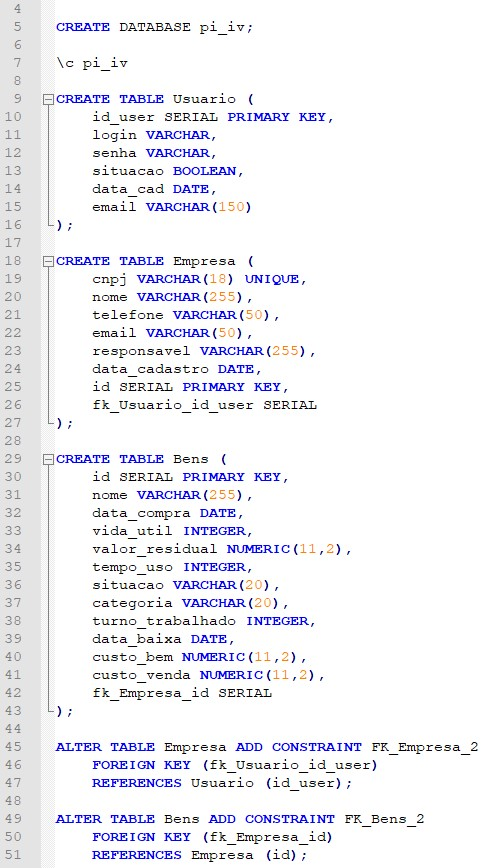 4
5 CREATE DATABASE pi_iv;
6
7 \c pi_iv
8
9 CREATE TABLE Usuario (
10 id_user SERIAL PRIMARY KEY,
11 login VARCHAR,
12 senha VARCHAR,
13 situacao BOOLEAN,
14 data_cad DATE,
15 email VARCHAR(150)
16 );
17
18 CREATE TABLE Empresa (
19 cnpj VARCHAR(18) UNIQUE,
20 nome VARCHAR(255),
21 telefone VARCHAR(50),
22 email VARCHAR(50),
23 responsavel VARCHAR(255),
24 data_cadastro DATE,
25 id SERIAL PRIMARY KEY,
26 fk_Usuario_id_user SERIAL
27 );
28
29 CREATE TABLE Bens (
30 id SERIAL PRIMARY KEY,
31 nome VARCHAR(255),
32 data_compra DATE,
33 vida_util INTEGER,
34 valor_residual NUMERIC(11,2),
35 tempo_uso INTEGER,
36 situacao VARCHAR(20),
37 categoria VARCHAR(20),
38 turno_trabalhado INTEGER,
39 data_baixa DATE,
40 custo_bem NUMERIC(11,2),
41 custo_venda NUMERIC(11,2),
42 fk_Empresa_id SERIAL
43 );
44
45 ALTER TABLE Empresa ADD CONSTRAINT FK_Empresa_2
46 FOREIGN KEY (fk_Usuario_id_user)
47 REFERENCES Usuario (id_user);
48
49 ALTER TABLE Bens ADD CONSTRAINT FK_Bens_2
50 FOREIGN KEY (fk_Empresa_id)
51 REFERENCES Empresa (id);